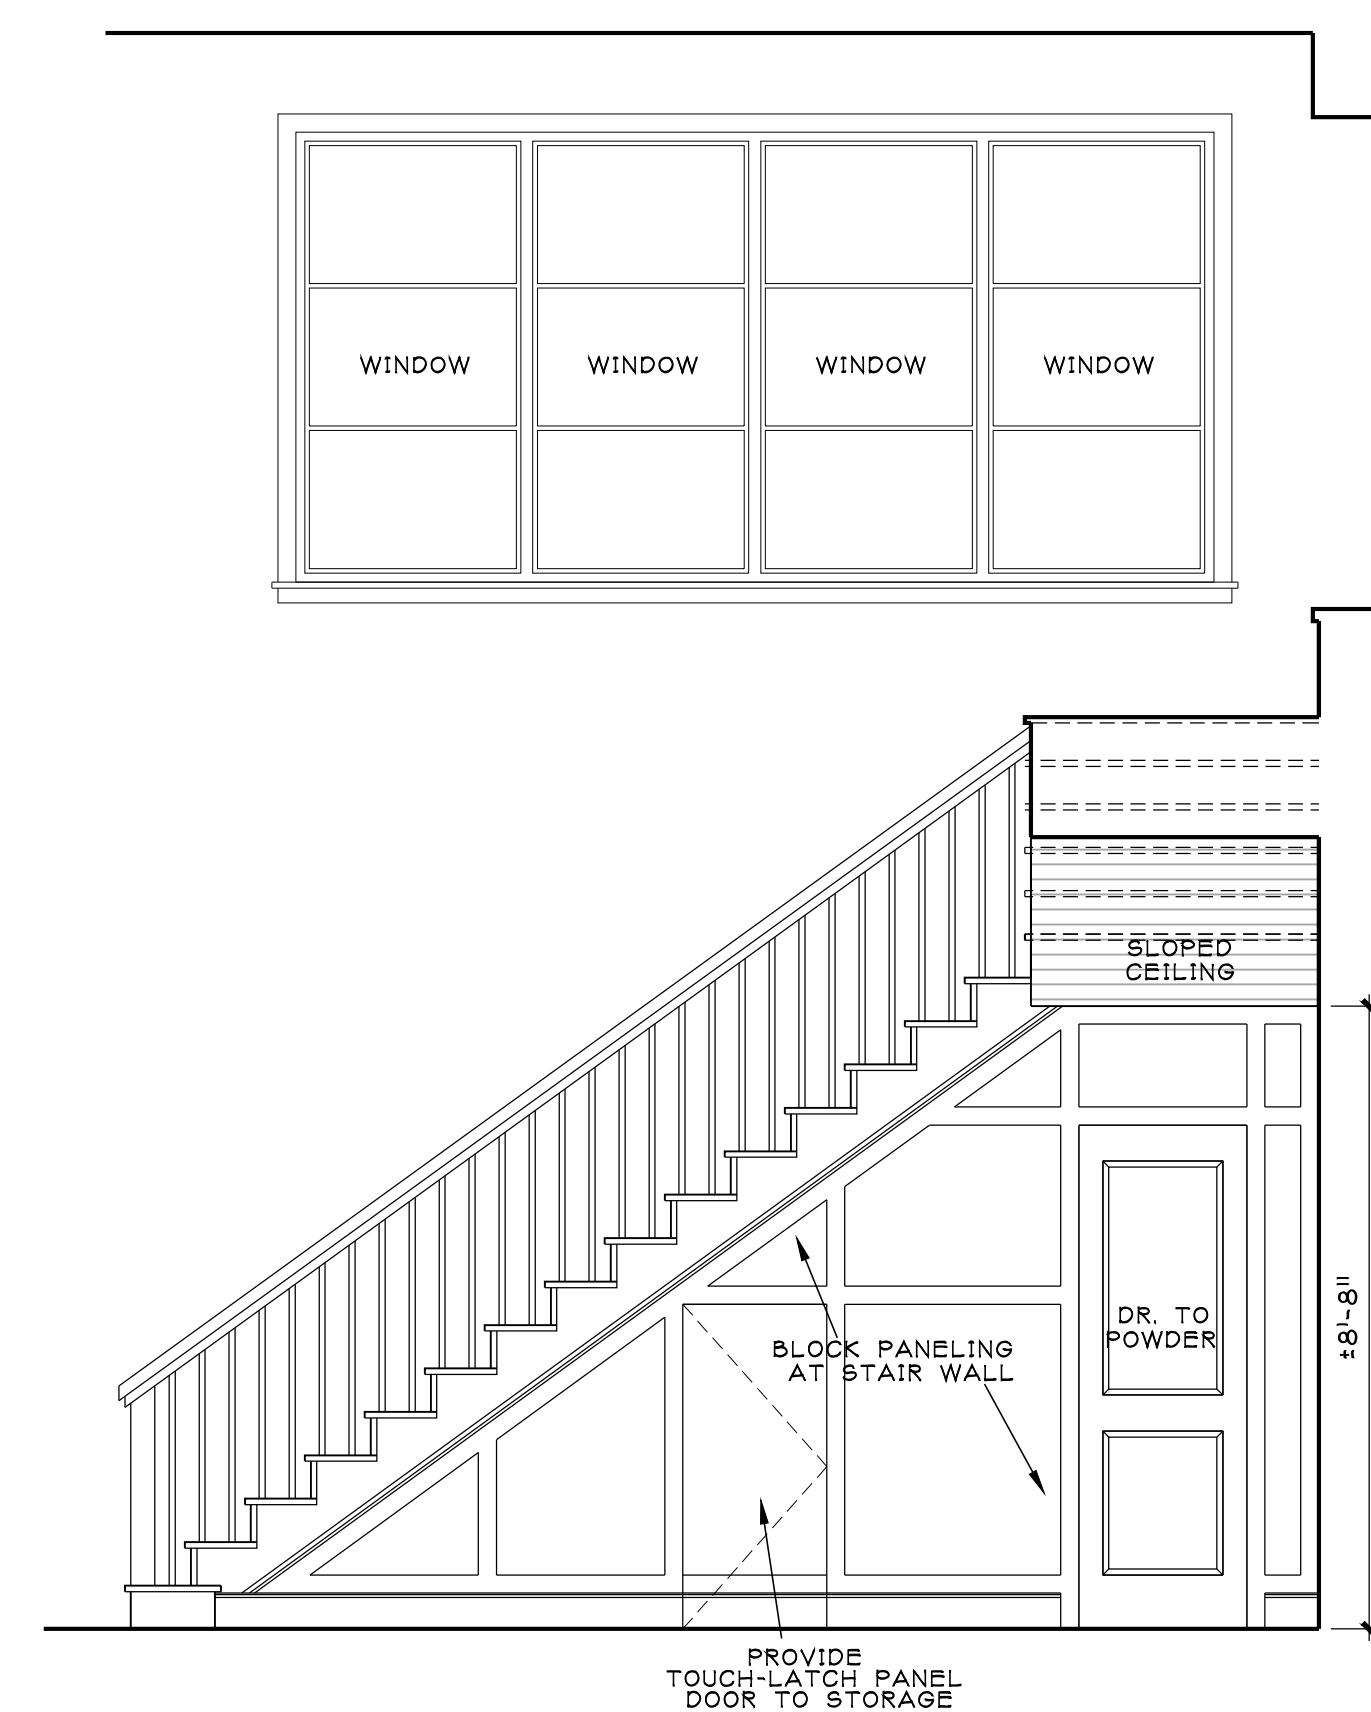 WINDOW
WINDOW
WINDOW
WINDOW
SLOPED
CEILING
DR. TO
POWDER
BLOCK PANELING
AT STAIR WALL
±8'-8"
PROVIDE
TOUCH-LATCH PANEL
DOOR TO STORAGE